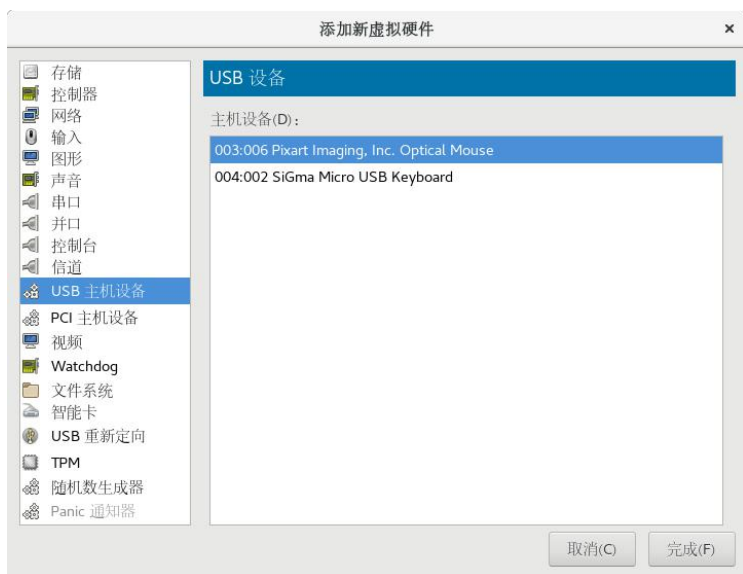 添加新虚拟硬件
存储
控制器
网络
输入
图形
声音
串口
并口
控制台
信道
USB 主机设备
PCI 主机设备
视频
Watchdog
文件系统
智能卡
USB 重新定向
TPM
随机数生成器
Panic 通知器
USB 设备
主机设备(D)：
003:006 Pixart Imaging, Inc. Optical Mouse
004:002 SiGma Micro USB Keyboard
取消(C)
完成(F)